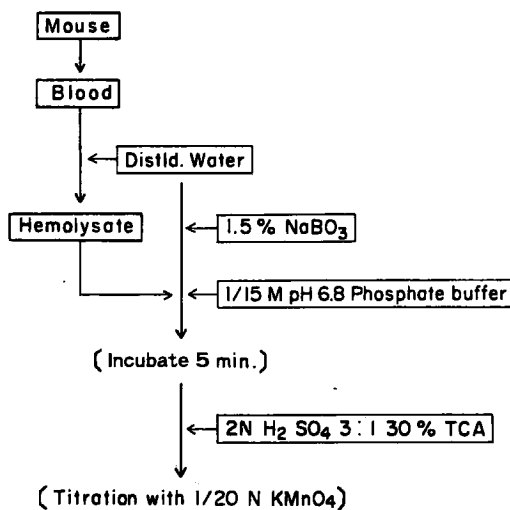 Mouse
Blood
Distld. Water
Hemolysate
1.5 % NaBO3
1/15 M pH 6.8 Phosphate buffer
(Incubate 5 min.)
2N H2 SO4 3:1 30% TCA
(Titration with 1/20 N KMnO4)